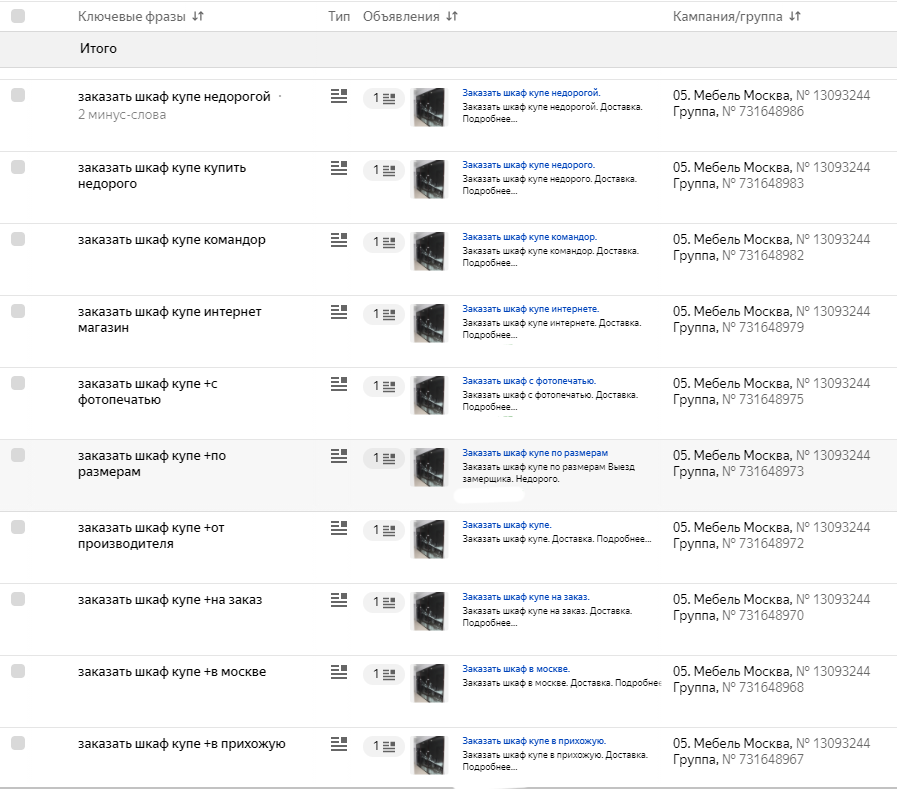 Ключевые фразы Тип Объявления Кампания/группа
Итого
заказать шкаф купе недорогой
2 минус-слова
1
Заказать шкаф купе недорогой.
Заказать шкаф купе недорогой. Доставка.
Подробнее...
05. Мебель Москва, № 13093244
Группа, № 731648986
заказать шкаф купе купить
недорого
1
Заказать шкаф купе недорого.
Заказать шкаф купе недорого. Доставка.
Подробнее...
05. Мебель Москва, № 13093244
Группа, № 731648983
заказать шкаф купе командор
1
Заказать шкаф купе командор.
Заказать шкаф купе командор. Доставка.
Подробнее...
05. Мебель Москва, № 13093244
Группа, № 731648982
заказать шкаф купе интернет
магазин
1
Заказать шкаф купе интернете.
Заказать шкаф купе интернете. Доставка.
Подробнее...
05. Мебель Москва, № 13093244
Группа, № 731648979
заказать шкаф купе +с
фотопечатью
1
Заказать шкаф с фотопечатью.
Заказать шкаф с фотопечатью. Доставка.
Подробнее...
05. Мебель Москва, № 13093244
Группа, № 731648975
заказать шкаф купе +по
размерам
1
Заказать шкаф купе по размерам
Заказать шкаф купе по размерам Выезд
замерщика. Недорого.
05. Мебель Москва, № 13093244
Группа, № 731648973
заказать шкаф купе +от
производителя
1
Заказать шкаф купе.
Заказать шкаф купе. Доставка. Подробнее...
05. Мебель Москва, № 13093244
Группа, № 731648972
заказать шкаф купе +на заказ
1
Заказать шкаф купе на заказ.
Заказать шкаф купе на заказ. Доставка.
Подробнее...
05. Мебель Москва, № 13093244
Группа, № 731648970
заказать шкаф купе +в москве
1
Заказать шкаф в москве.
Заказать шкаф в москве. Доставка. Подробне
05. Мебель Москва, № 13093244
Группа, № 731648968
заказать шкаф купе +в прихожую
1
Заказать шкаф купе в прихожую.
Заказать шкаф купе в прихожую. Доставка.
Подробнее...
05. Мебель Москва, № 13093244
Группа, № 731648967